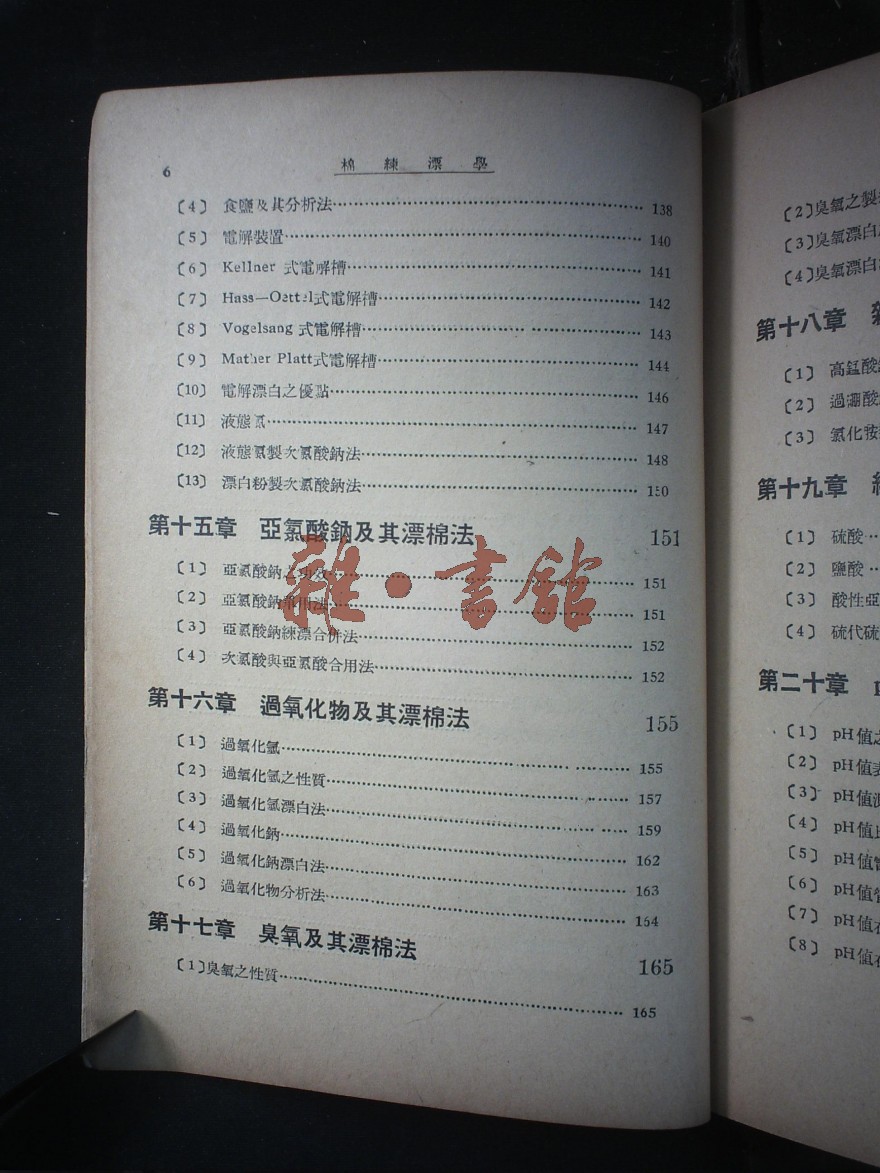 6
棉練漂學
〔4〕 食鹽及其分析法 138
〔5〕 電解裝置 140
〔6〕 Kellner 式電解槽 141
〔7〕 Hass—Oettel式電解槽 142
〔8〕 Vogelsang 式電解槽 143
〔9〕 Mather Platt式電解槽 144
〔10〕 電解漂白之優點 146
〔11〕 液態氯 147
〔12〕 液態氯製次氯酸鈉法 148
〔13〕 漂白粉製次氯酸鈉法 150
第十五章 亞氯酸鈉及其漂棉法 151
〔1〕 亞氯酸鈉之功效 151
〔2〕 亞氯酸鈉常用法 151
〔3〕 亞氯酸鈉練漂合併法 152
〔4〕 次氯酸與亞氯酸合用法 152
第十六章 過氧化物及其漂棉法 155
〔1〕 過氧化氫 155
〔2〕 過氧化氫之性質 157
〔3〕 過氧化氫漂白法 159
〔4〕 過氧化鈉 162
〔5〕 過氧化鈉漂白法 163
〔6〕 過氧化物分析法 164
第十七章 臭氧及其漂棉法 165
〔1〕臭氧之性質 165
雜·書館
〔2〕臭氧之製
〔3〕臭氧漂白
〔4〕臭氧漂白
第十八章
〔1〕 高錳酸
〔2〕 過硼酸
〔3〕 氯化銨
第十九章
〔1〕 硫酸
〔2〕 鹽酸
〔3〕 酸性亞
〔4〕 硫代硫
第二十章
〔1〕 pH值之
〔2〕 pH值表
〔3〕 pH值測
〔4〕 pH值
〔5〕 pH值
〔6〕 pH值
〔7〕 pH值在
〔8〕 pH值在